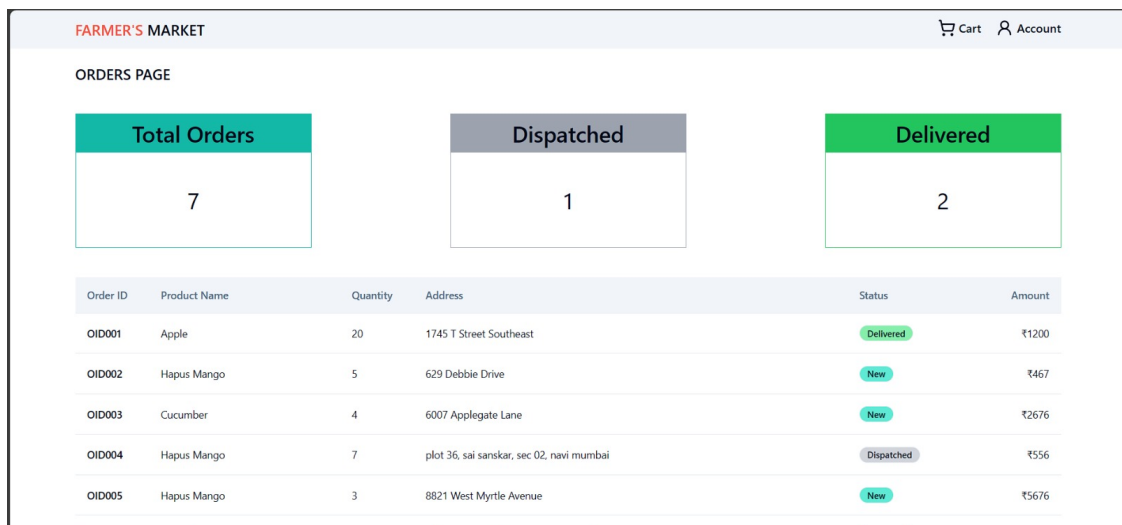 FARMER'S MARKET Cart Account
ORDERS PAGE
Total Orders Dispatched Delivered
7 1 2
Order ID Product Name Quantity Address Status Amount
OID001 Apple 20 1745 T Street Southeast Delivered ₹1200
OID002 Hapus Mango 5 629 Debbie Drive New ₹467
OID003 Cucumber 4 6007 Applegate Lane New ₹2676
OID004 Hapus Mango 7 plot 36, sai sanskar, sec 02, navi mumbai Dispatched ₹556
OID005 Hapus Mango 3 8821 West Myrtle Avenue New ₹5676